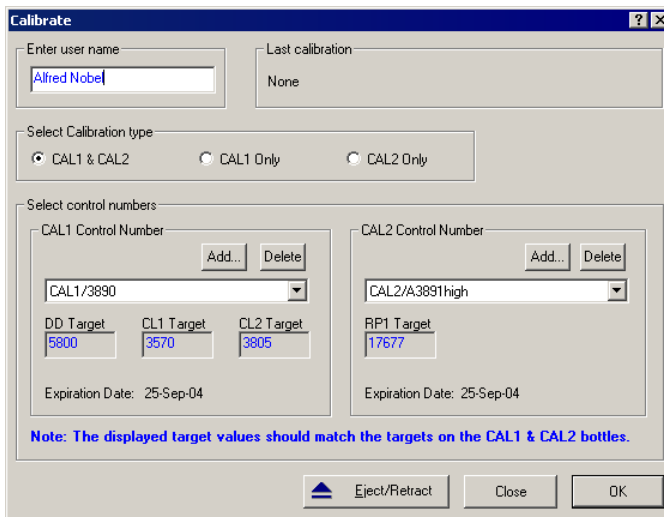 Calibrate
Enter user name
Last calibration
Alfred Nobel
None
Select Calibration type
CAL1 & CAL2
CAL1 Only
CAL2 Only
Select control numbers
CAL1 Control Number
CAL2 Control Number
Add... Delete
Add... Delete
CAL1/3890
CAL2/A3891high
DD Target CL1 Target CL2 Target
RP1 Target
5800 3570 3805
17677
Expiration Date: 25-Sep-04
Expiration Date: 25-Sep-04
Note: The displayed target values should match the targets on the CAL1 & CAL2 bottles.
Eject/Retract Close OK